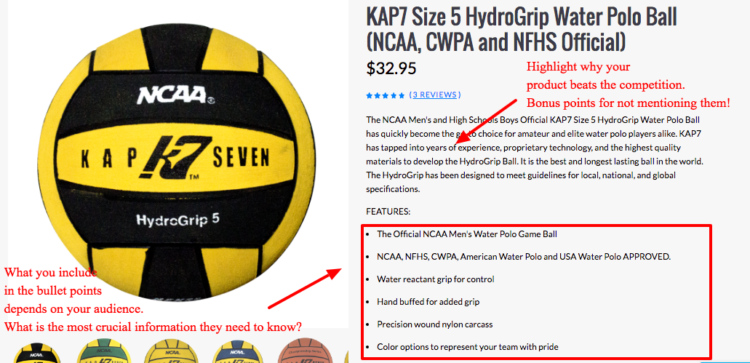 KAP7 Size 5 HydroGrip Water Polo Ball
(NCAA, CWPA and NFHS Official)
$32.95
(3 REVIEWS)
Highlight why your
product beats the competition.
Bonus points for not mentioning them!
The NCAA Men's and High Schools Boys Official KAP7 Size 5 HydroGrip Water Polo Ball
has quickly become the go to choice for amateur and elite water polo players alike. KAP7
has tapped into years of experience, proprietary technology, and the highest quality
materials to develop the HydroGrip Ball. It is the best and longest lasting ball in the world.
The HydroGrip has been designed to meet guidelines for local, national, and global
specifications.
FEATURES:
• The Official NCAA Men's Water Polo Game Ball
• NCAA, NFHS, CWPA, American Water Polo and USA Water Polo APPROVED.
• Water reactant grip for control
• Hand buffed for added grip
• Precision wound nylon carcass
• Color options to represent your team with pride
NCAA®
KAP K7™ SEVEN
HydroGrip 5
What you include
in the bullet points
depends on your audience.
What is the most crucial information they need to know?